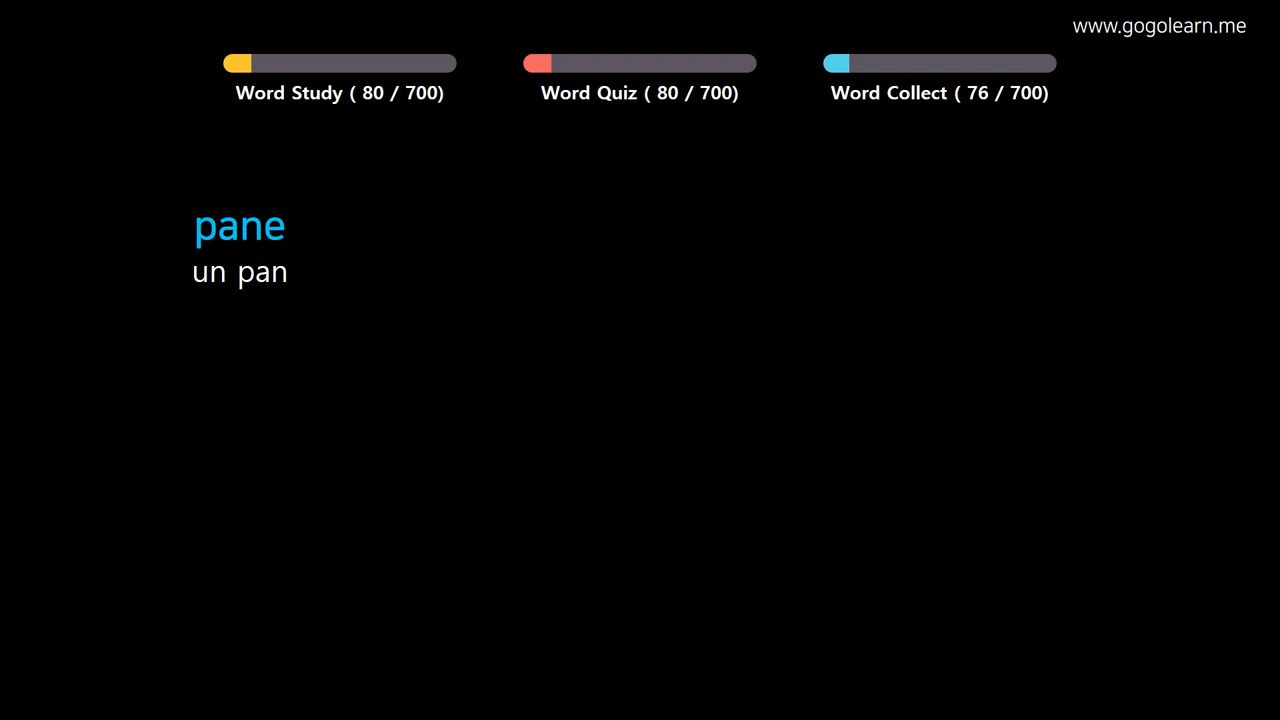 www.gogolearn.me
Word Study ( 80 / 700)
Word Quiz ( 80 / 700)
Word Collect ( 76 / 700)
pane
un pan